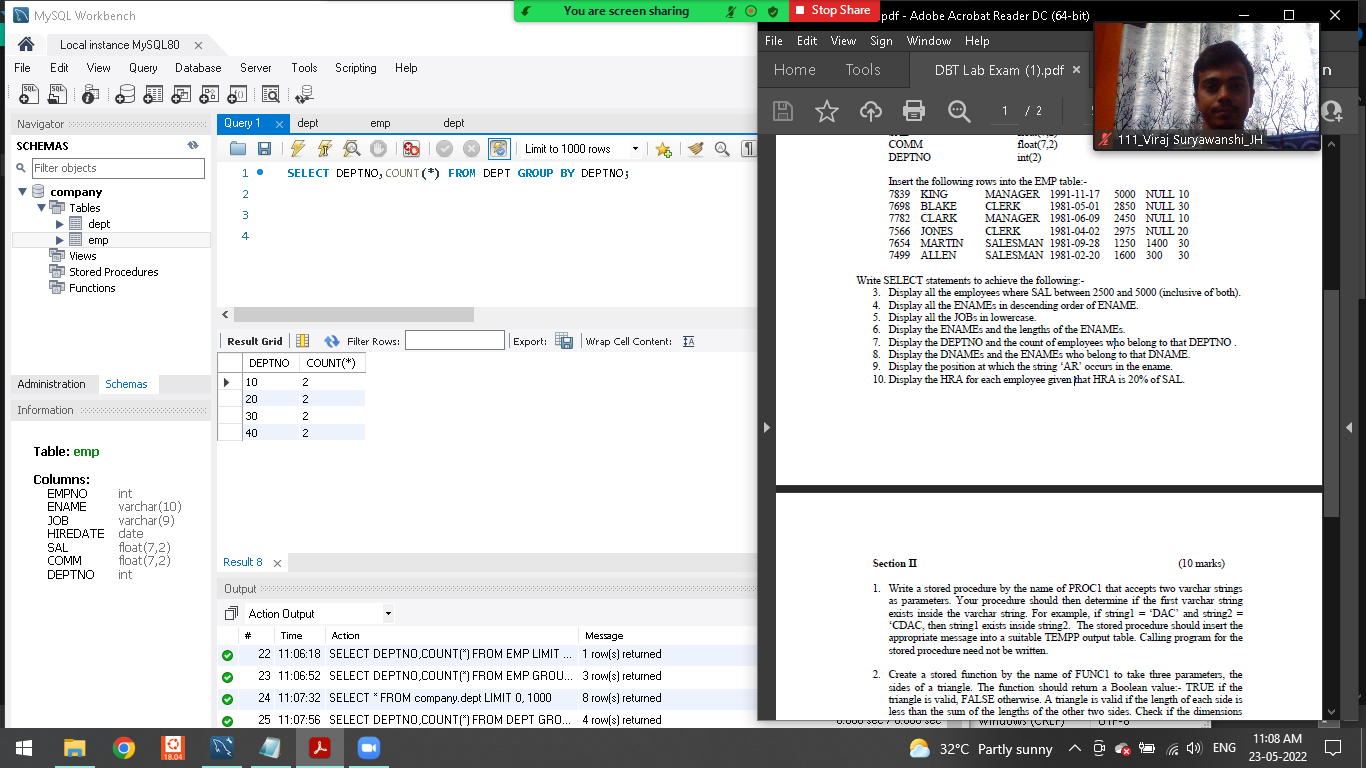 MySQL Workbench
You are screen sharing
Stop Share
.pdf - Adobe Acrobat Reader DC (64-bit)
Local instance MySQL80
File Edit View Query Database Server Tools Scripting Help
Navigator
SCHEMAS
Filter objects
company
Tables
dept
emp
Views
Stored Procedures
Functions
Administration Schemas
Information
Table: emp
Columns:
EMPNO int
ENAME varchar(10)
JOB varchar(9)
HIREDATE date
SAL float(7,2)
COMM float(7,2)
DEPTNO int
Query 1 dept emp dept
Limit to 1000 rows
1 SELECT DEPTNO,COUNT(*) FROM DEPT GROUP BY DEPTNO;
2
3
4
Result Grid Filter Rows: Export: Wrap Cell Content:
DEPTNO COUNT(*)
10 2
20 2
30 2
40 2
Result 8
Output
Action Output
# Time Action Message
22 11:06:18 SELECT DEPTNO,COUNT(*) FROM EMP LIMIT ... 1 row(s) returned
23 11:06:52 SELECT DEPTNO,COUNT(*) FROM EMP GROU... 3 row(s) returned
24 11:07:32 SELECT * FROM company.dept LIMIT 0, 1000 8 row(s) returned
25 11:07:56 SELECT DEPTNO,COUNT(*) FROM DEPT GRO... 4 row(s) returned
File Edit View Sign Window Help
Home Tools DBT Lab Exam (1).pdf
1 / 2
111_Viraj Suryawanshi_JH
COMM float(7,2)
DEPTNO int(2)
Insert the following rows into the EMP table:-
7839 KING MANAGER 1991-11-17 5000 NULL 10
7698 BLAKE CLERK 1981-05-01 2850 NULL 30
7782 CLARK MANAGER 1981-06-09 2450 NULL 10
7566 JONES CLERK 1981-04-02 2975 NULL 20
7654 MARTIN SALESMAN 1981-09-28 1250 1400 30
7499 ALLEN SALESMAN 1981-02-20 1600 300 30
Write SELECT statements to achieve the following:-
3. Display all the employees where SAL between 2500 and 5000 (inclusive of both).
4. Display all the ENAMEs in descending order of ENAME.
5. Display all the JOBs in lowercase.
6. Display the ENAMEs and the lengths of the ENAMEs.
7. Display the DEPTNO and the count of employees who belong to that DEPTNO .
8. Display the DNAMEs and the ENAMEs who belong to that DNAME.
9. Display the position at which the string ‘AR’ occurs in the ename.
10. Display the HRA for each employee given that HRA is 20% of SAL.
Section II (10 marks)
1. Write a stored procedure by the name of PROC1 that accepts two varchar strings
as parameters. Your procedure should then determine if the first varchar string
exists inside the varchar string. For example, if string1 = ‘DAC’ and string2 =
‘CDAC, then string1 exists inside string2. The stored procedure should insert the
appropriate message into a suitable TEMPP output table. Calling program for the
stored procedure need not be written.
2. Create a stored function by the name of FUNC1 to take three parameters, the
sides of a triangle. The function should return a Boolean value:- TRUE if the
triangle is valid, FALSE otherwise. A triangle is valid if the length of each side is
less than the sum of the lengths of the other two sides. Check if the dimensions
18.04
32°C Partly sunny
ENG
11:08 AM
23-05-2022